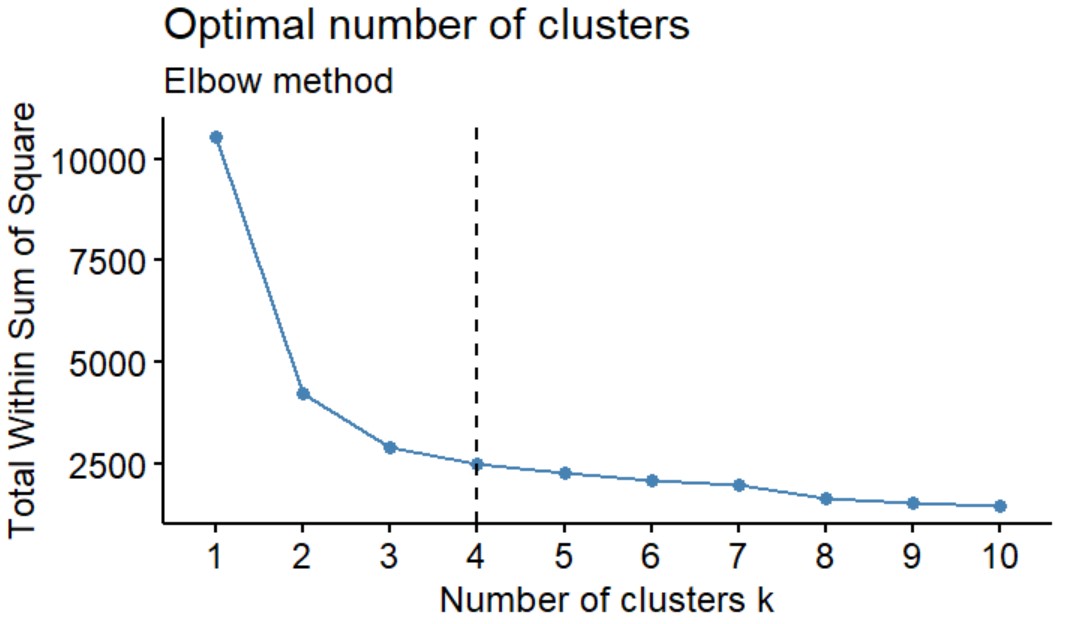 Optimal number of clusters
Elbow method
Total Within Sum of Square
10000
7500
5000
2500
1 2 3 4 5 6 7 8 9 10
Number of clusters k